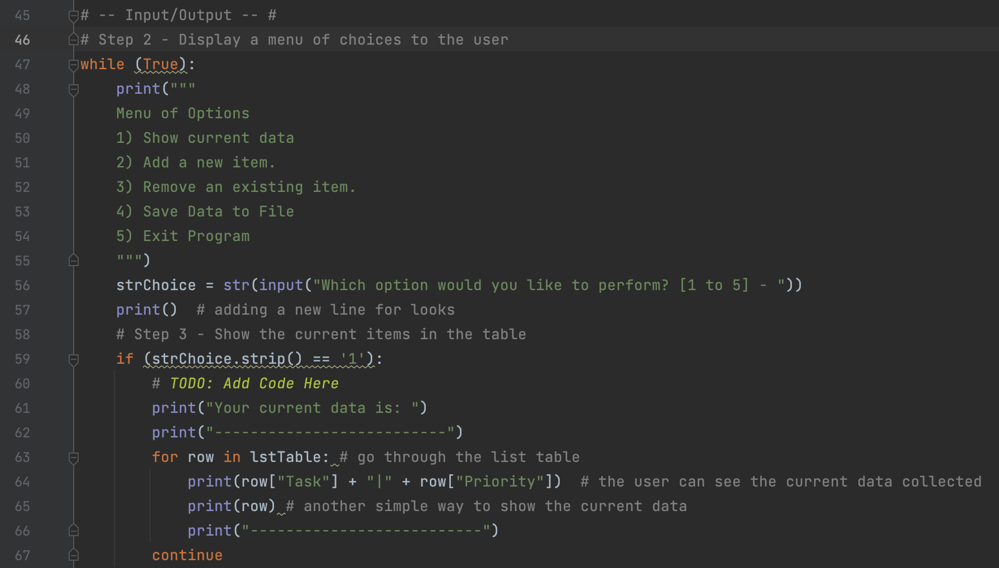 45 # -- Input/Output -- #
46 # Step 2 - Display a menu of choices to the user
47 while (True):
48     print("""
49     Menu of Options
50     1) Show current data
51     2) Add a new item.
52     3) Remove an existing item.
53     4) Save Data to File
54     5) Exit Program
55     """)
56     strChoice = str(input("Which option would you like to perform? [1 to 5] - "))
57     print()  # adding a new line for looks
58     # Step 3 - Show the current items in the table
59     if (strChoice.strip() == '1'):
60         # TODO: Add Code Here
61         print("Your current data is: ")
62         print("--------------------------")
63         for row in lstTable: # go through the list table
64             print(row["Task"] + "|" + row["Priority"])  # the user can see the current data collected
65             print(row) # another simple way to show the current data
66             print("--------------------------")
67         continue